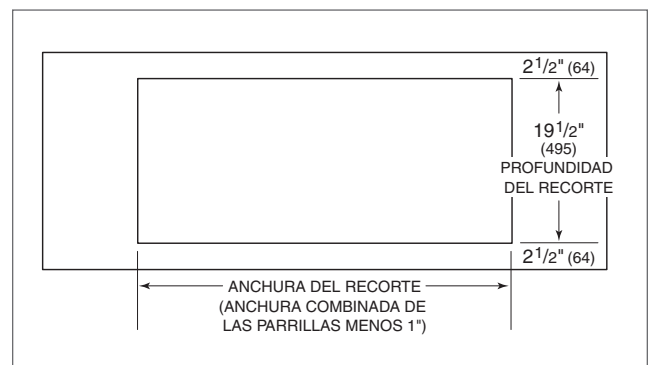 2 1/2" (64)
19 1/2"
(495)
PROFUNDIDAD
DEL RECORTE
2 1/2" (64)
ANCHURA DEL RECORTE
(ANCHURA COMBINADA DE
LAS PARRILLAS MENOS 1")